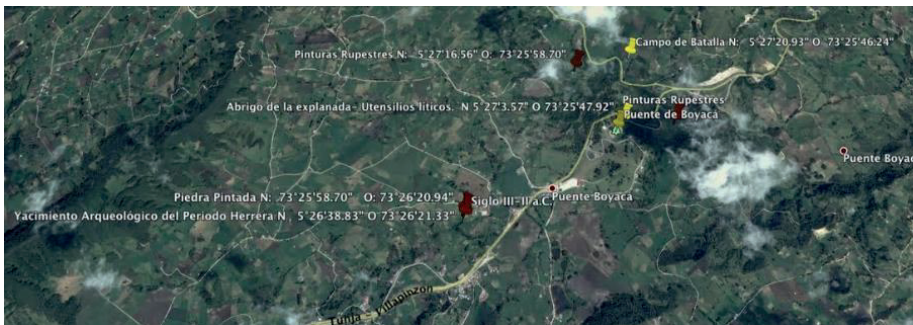 Pinturas Rupestres N: 5'27'16.56" O: 73'25'58.70"
Campo de Batalla N: 5'27'20.93" O 73'25'46.24"
Abrigo de la explanada- Utensilios liticos. N 5'27'3.57" O 73'25'47.92"
Pinturas Rupestres
Puente de Boyacá
Puente Boyac
Piedra Pintada N: 73'25'58.70" O: 73'26'20.94"
Siglo III- II a.C.
Puente Boyacá
Yacimiento Arqueológico del Periodo Herrera N 5'26'38.83" O 73'26'21.33"
Tunja - Villapinzón